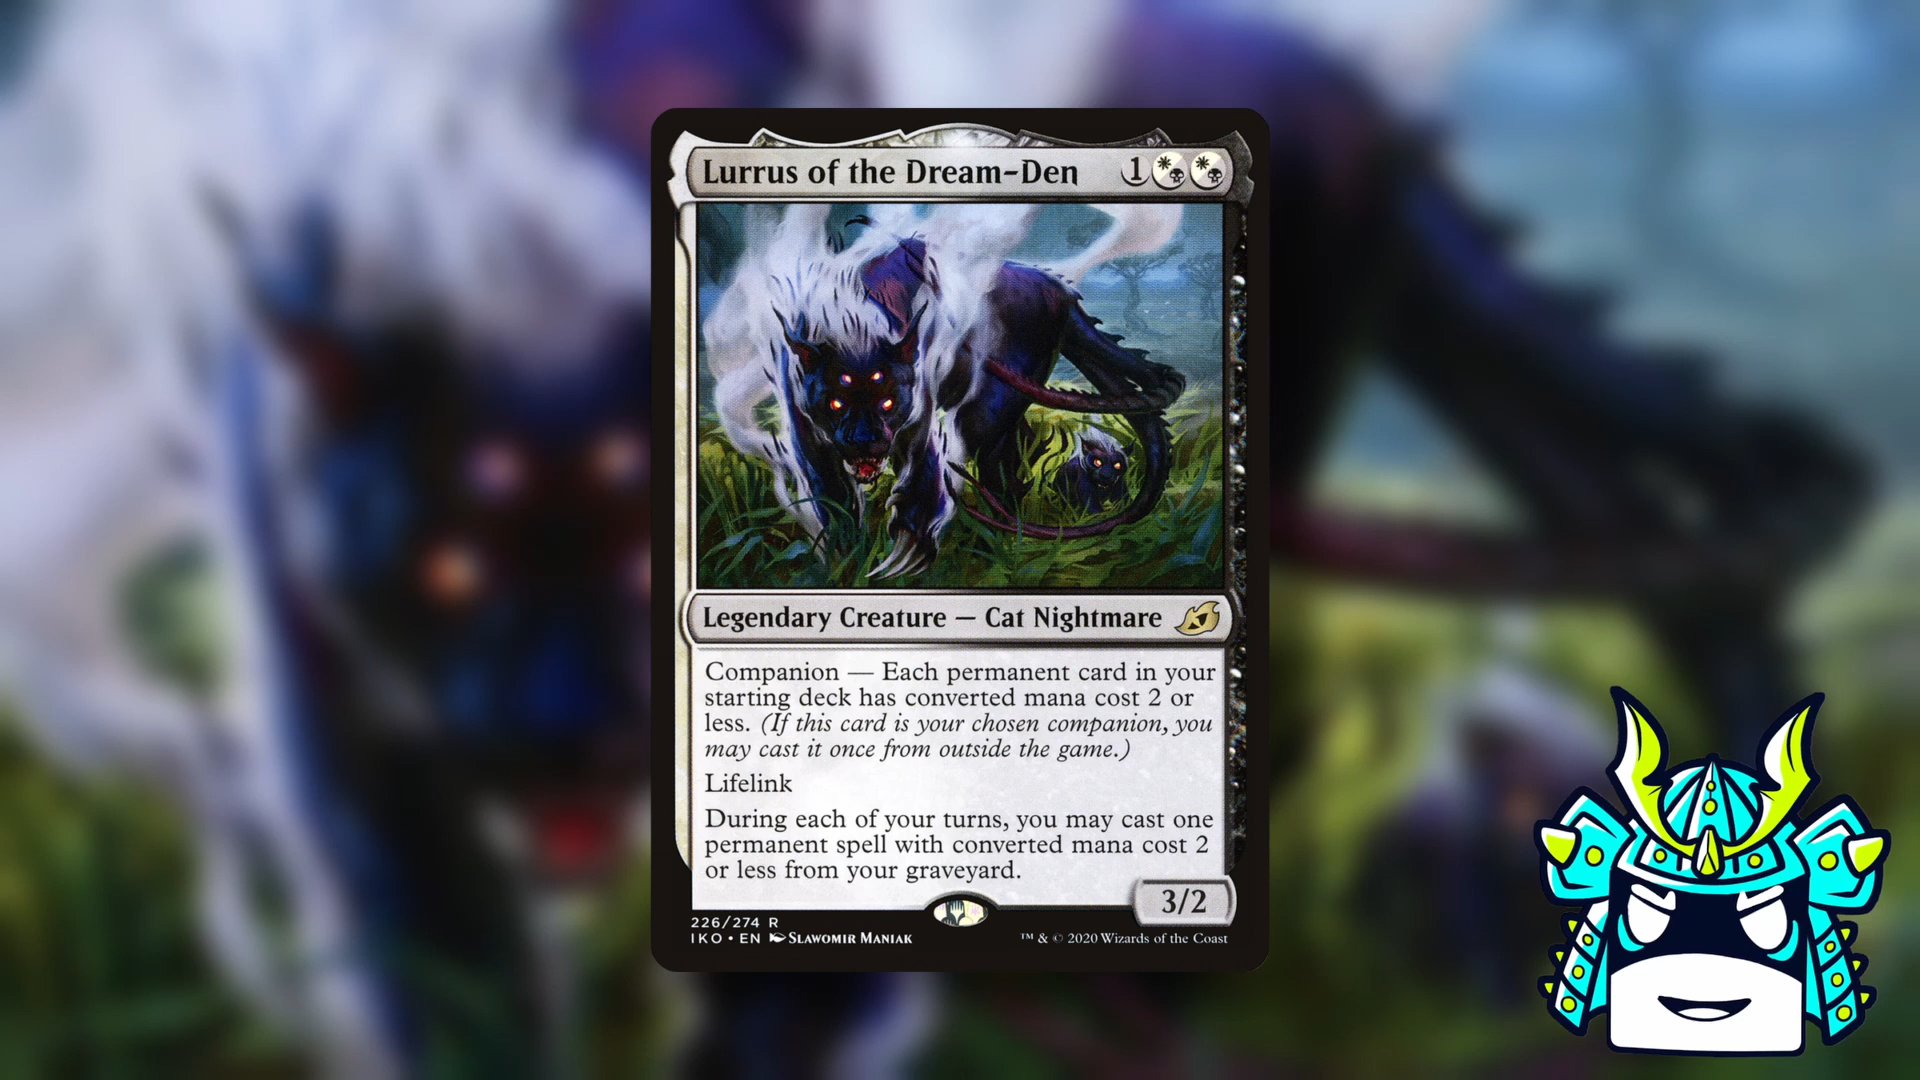 Lurrus of the Dream-Den 1
Legendary Creature — Cat Nightmare
Companion — Each permanent card in your
starting deck has converted mana cost 2 or
less. (If this card is your chosen companion, you
may cast it once from outside the game.)
Lifelink
During each of your turns, you may cast one
permanent spell with converted mana cost 2
or less from your graveyard.
3/2
226/274 R
IKO • EN Slawomir Maniak
™ & © 2020 Wizards of the Coast